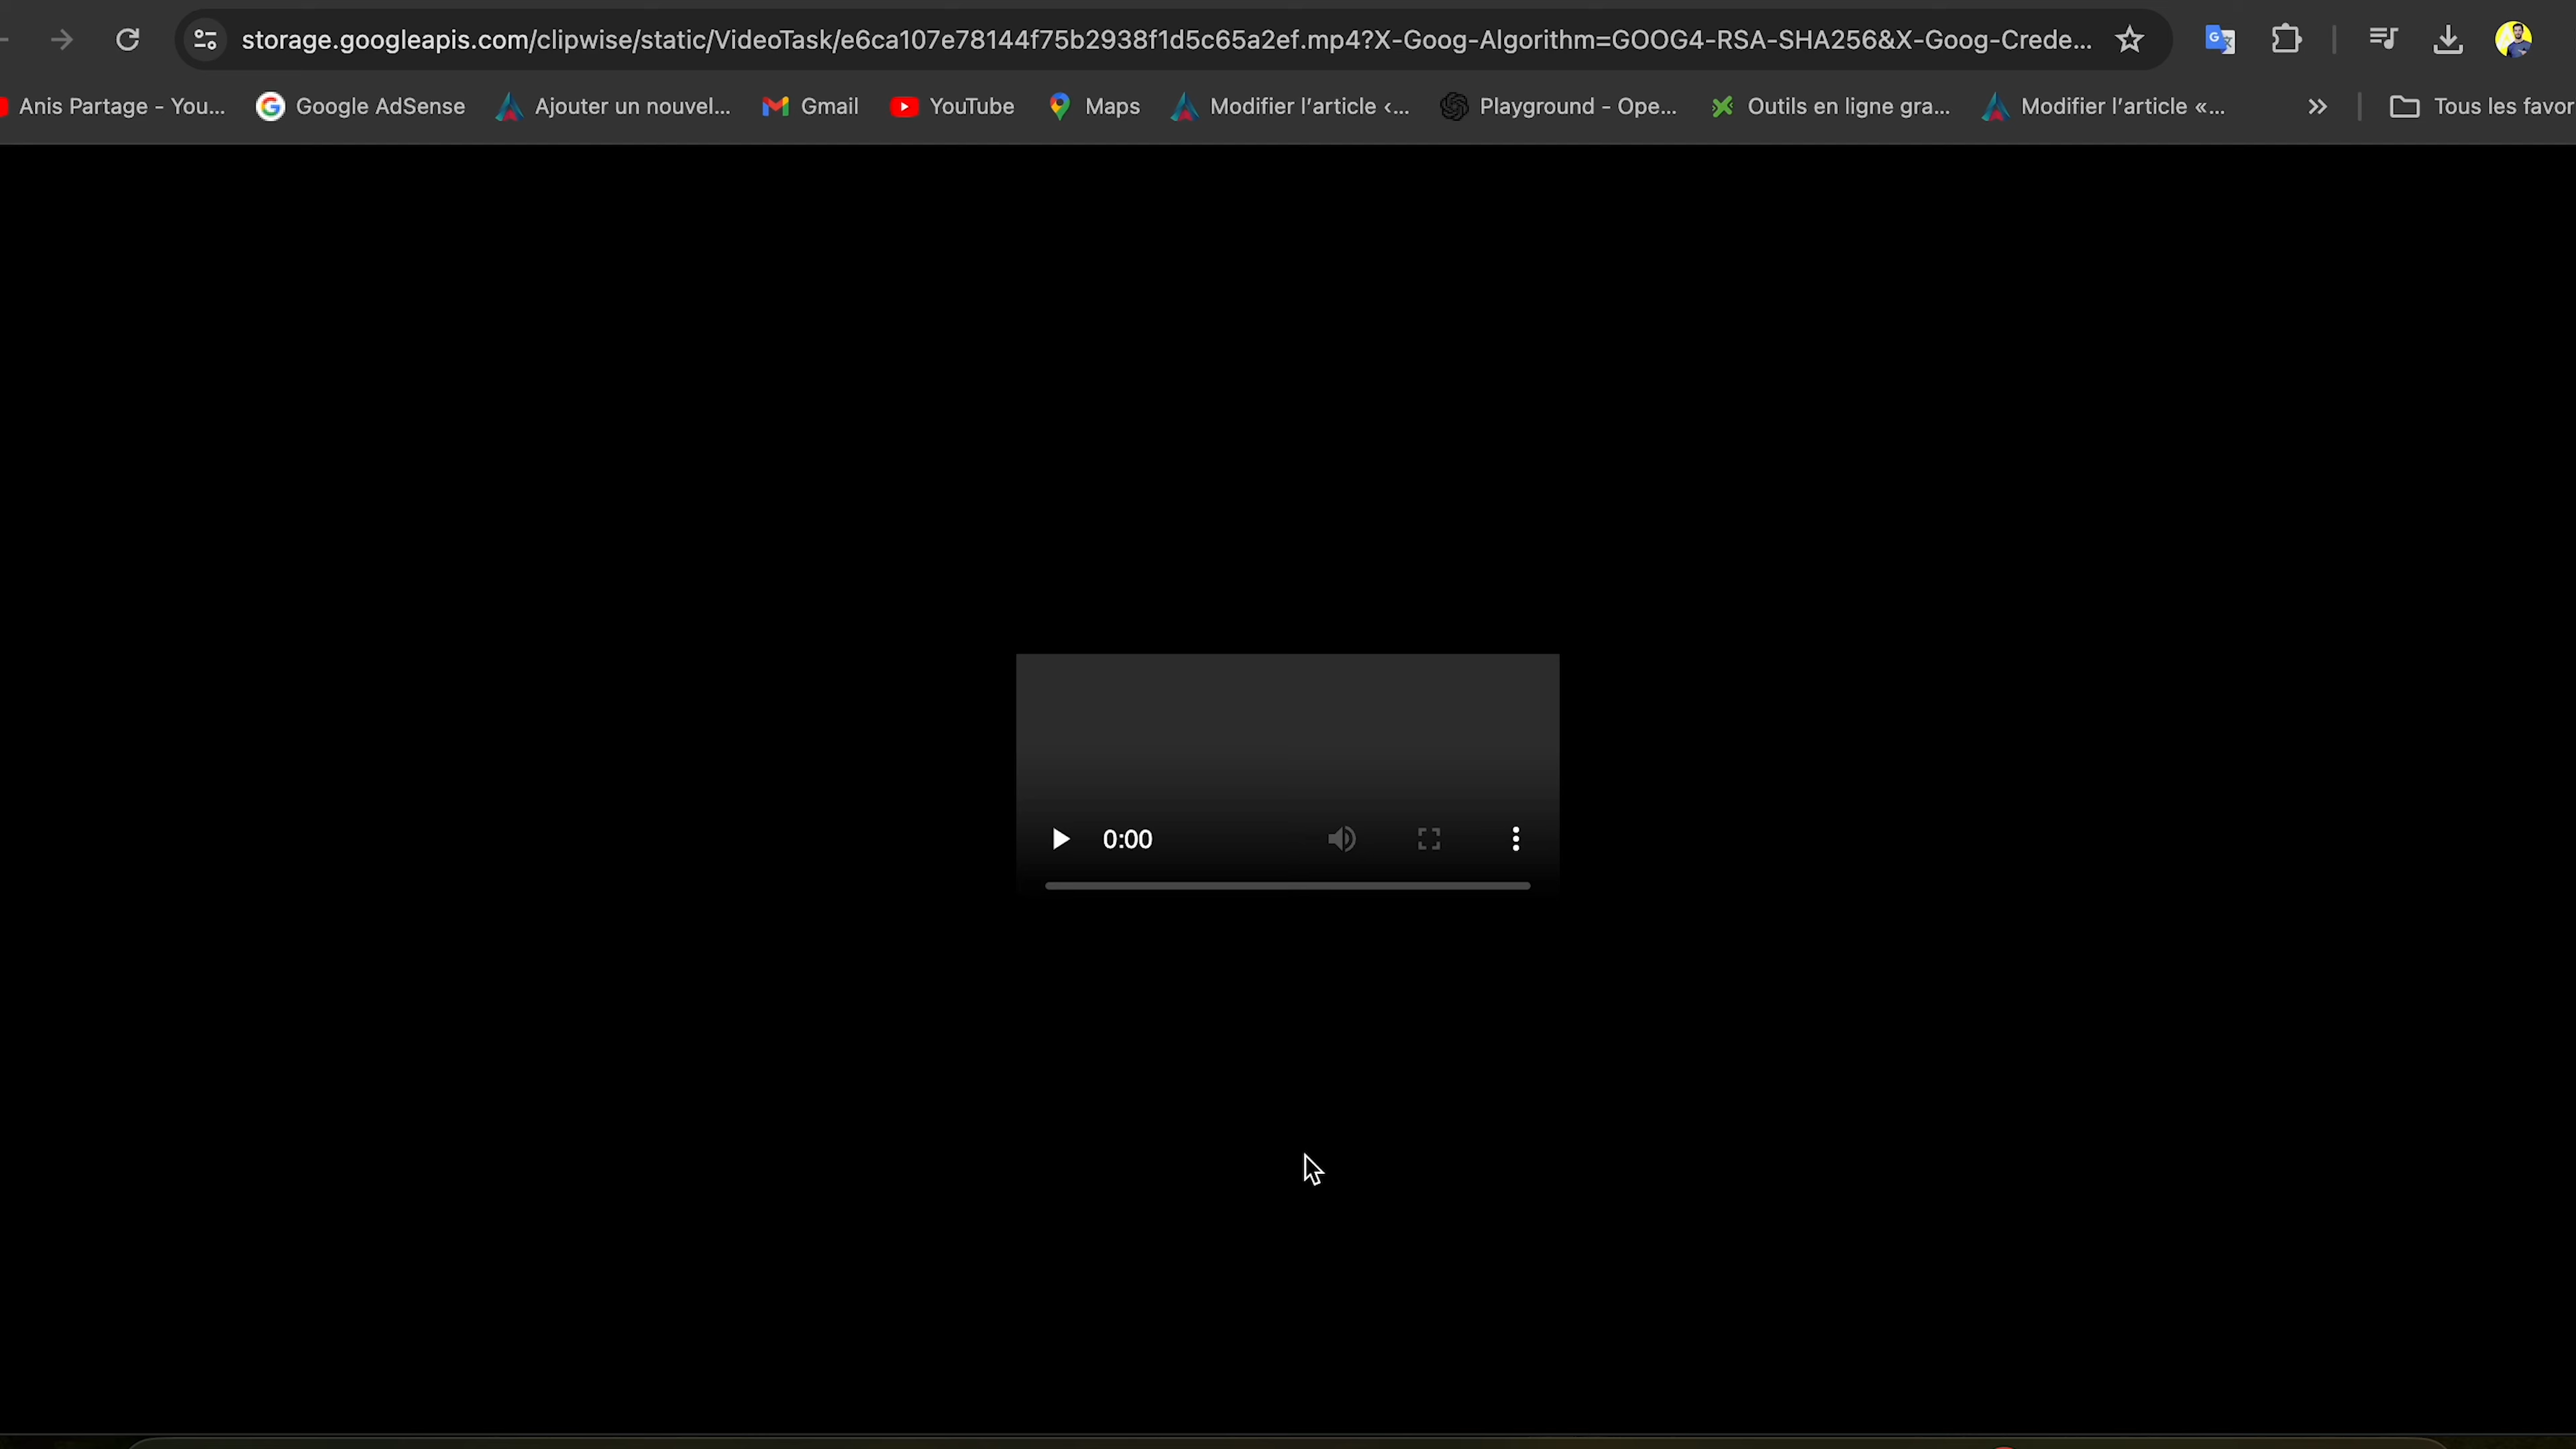 storage.googleapis.com/clipwise/static/VideoTask/e6ca107e78144f75b2938f1d5c65a2ef.mp4?X-Goog-Algorithm=GOOG4-RSA-SHA256&X-Goog-Crede...
Anis Partage - You... Google AdSense Ajouter un nouvel... Gmail YouTube Maps Modifier l’article ‹... Playground - Ope... Outils en ligne gra... Modifier l’article «... » Tous les favor
0:00